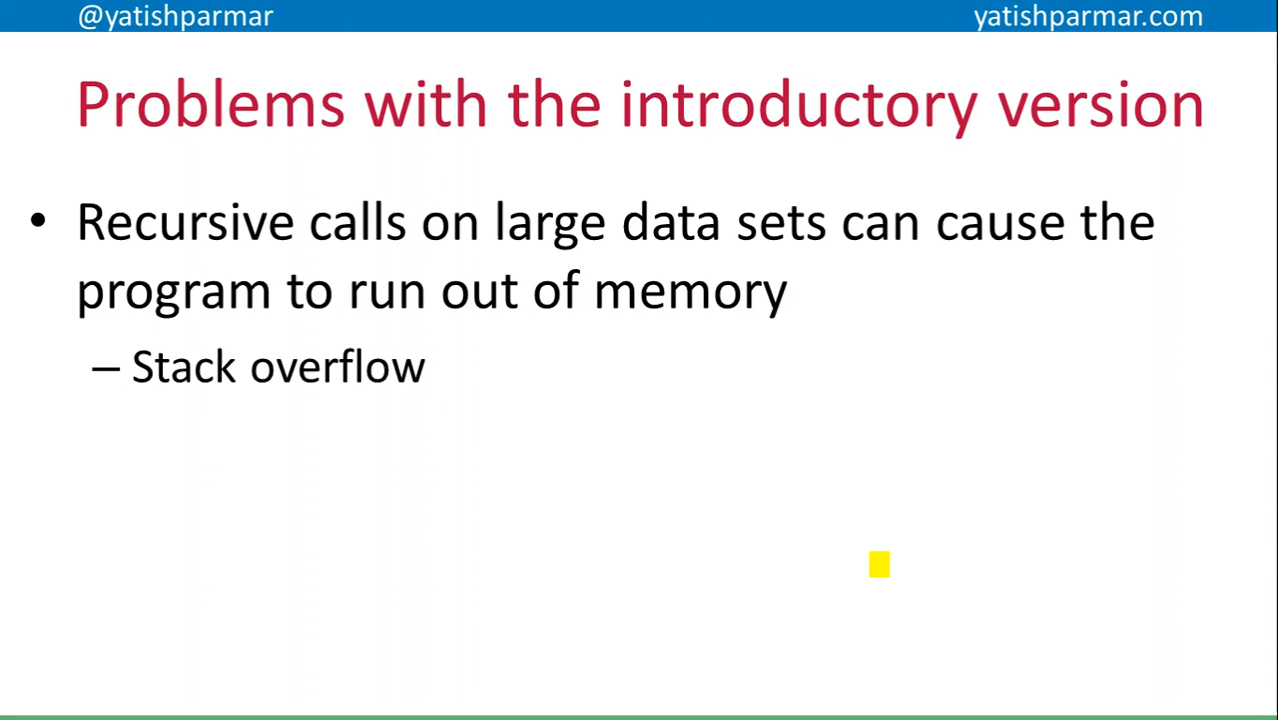 @yatishparmar
yatishparmar.com
Problems with the introductory version
• Recursive calls on large data sets can cause the
program to run out of memory
– Stack overflow